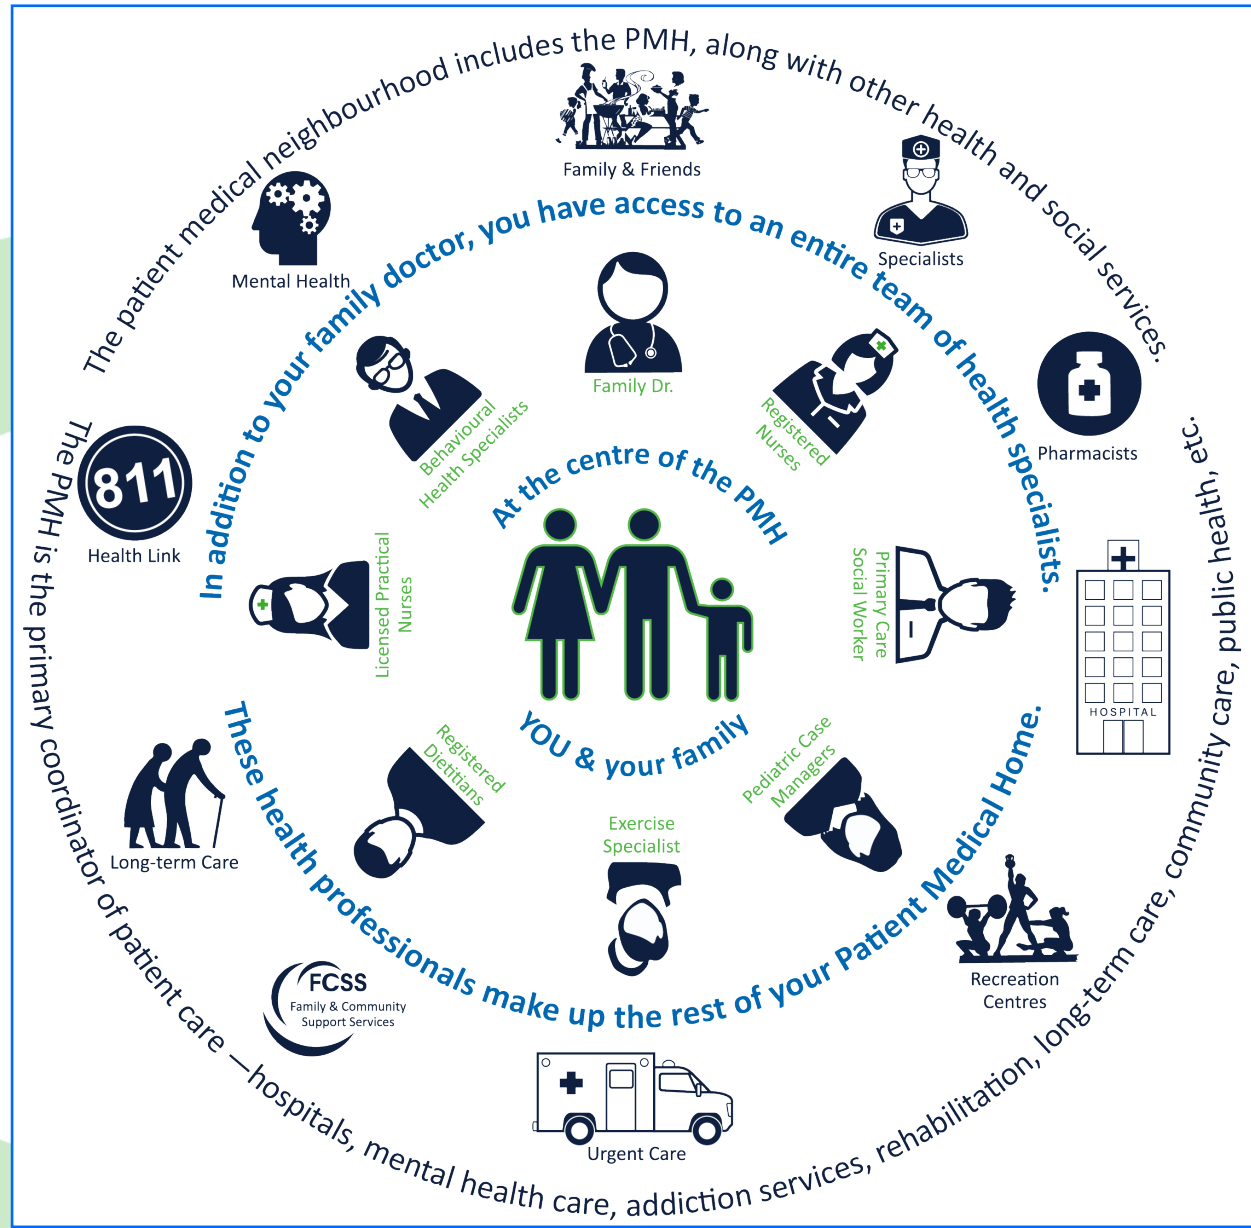 The patient medical neighbourhood includes the PMH, along with other health and social services.
Family & Friends
Mental Health
Specialists
In addition to your family doctor, you have access to an entire team of health specialists.
Family Dr.
Behavioural
Health Specialists
Registered
Nurses
Pharmacists
811
Health Link
At the centre of the PMH
Licensed Practical
Nurses
Primary Care
Social Worker
HOSPITAL
YOU & your family
Registered
Dietitians
Pediatric Case
Managers
Exercise
Specialist
Long-term Care
These health professionals make up the rest of your Patient Medical Home.
Recreation
Centres
FCSS
Family & Community
Support Services
Urgent Care
The PMH is the primary coordinator of patient care —hospitals, mental health care, addiction services, rehabilitation, long-term care, community care, public health, etc.